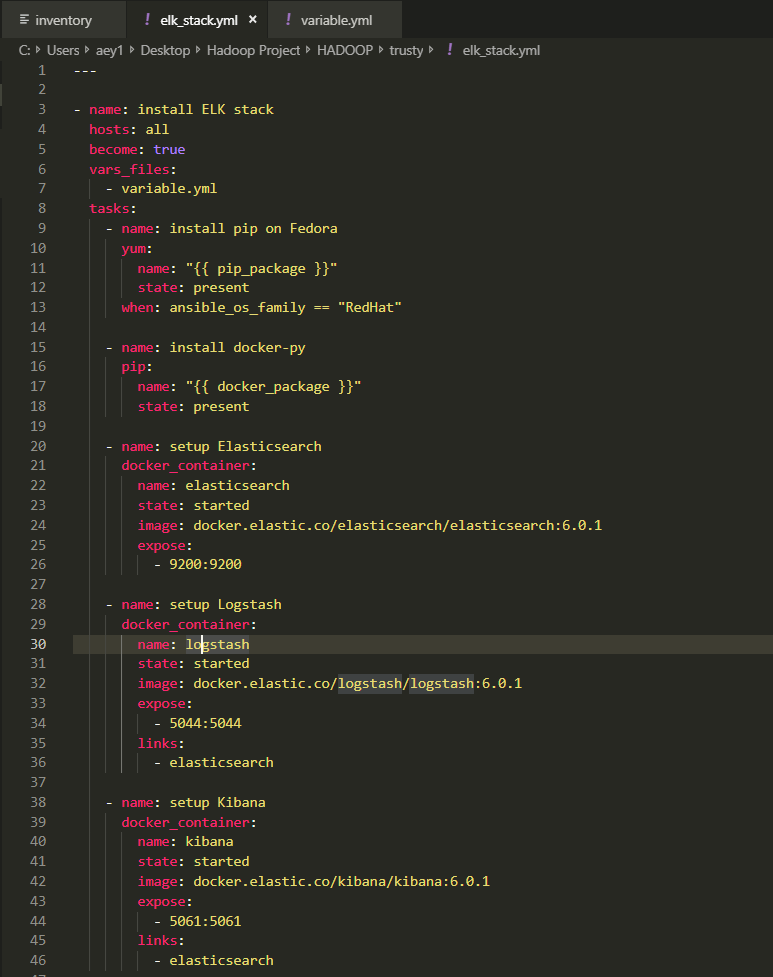 inventory ! elk_stack.yml × ! variable.yml
C: > Users > aey1 > Desktop > Hadoop Project > HADOOP > trusty > ! elk_stack.yml
1 ---
2
3 - name: install ELK stack
4   hosts: all
5   become: true
6   vars_files:
7     - variable.yml
8   tasks:
9     - name: install pip on Fedora
10       yum:
11         name: "{{ pip_package }}"
12         state: present
13       when: ansible_os_family == "RedHat"
14
15     - name: install docker-py
16       pip:
17         name: "{{ docker_package }}"
18         state: present
19
20     - name: setup Elasticsearch
21       docker_container:
22         name: elasticsearch
23         state: started
24         image: docker.elastic.co/elasticsearch/elasticsearch:6.0.1
25         expose:
26           - 9200:9200
27
28     - name: setup Logstash
29       docker_container:
30         name: logstash
31         state: started
32         image: docker.elastic.co/logstash/logstash:6.0.1
33         expose:
34           - 5044:5044
35         links:
36           - elasticsearch
37
38     - name: setup Kibana
39       docker_container:
40         name: kibana
41         state: started
42         image: docker.elastic.co/kibana/kibana:6.0.1
43         expose:
44           - 5061:5061
45         links:
46           - elasticsearch